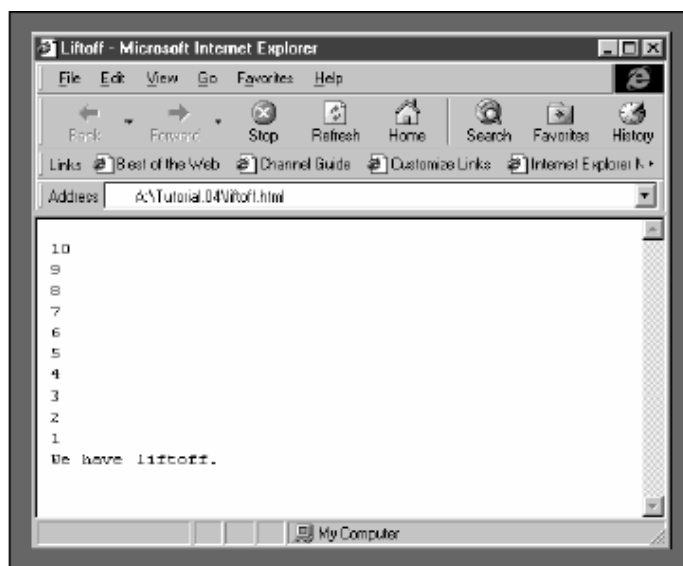 Liftoff - Microsoft Internet Explorer
File Edit View Go Favorites Help
Back Forward Stop Refresh Home Search Favorites History
Links Best of the Web Channel Guide Customize Links Internet Explorer N
Address A:\Tutorial.04\liftoff.html
10
9
8
7
6
5
4
3
2
1
We have liftoff.
My Computer